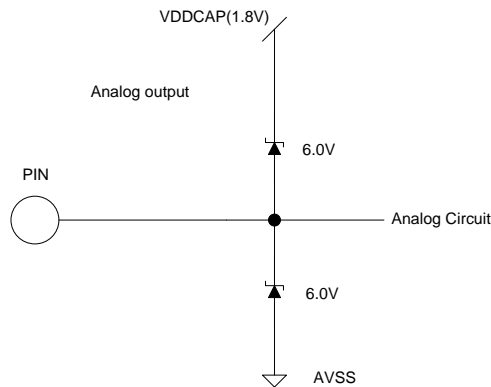 VDDCAP(1.8V)
Analog output
6.0V
PIN
Analog Circuit
6.0V
AVSS